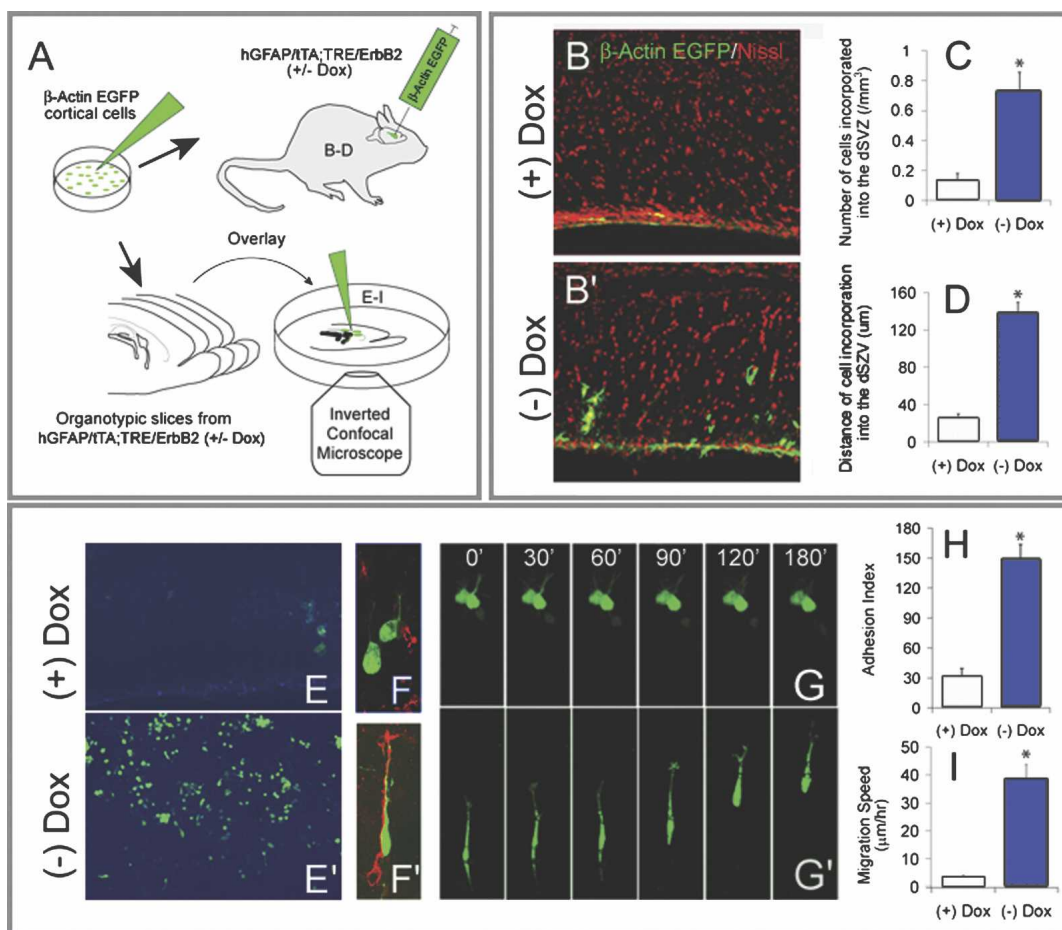 A
β-Actin EGFP
cortical cells
hGFAP/tTA;TRE/ErbB2
(+/- Dox)
β-Actin EGFP
B-D
Overlay
E-I
Organotypic slices from
hGFAP/tTA;TRE/ErbB2 (+/- Dox)
Inverted
Confocal
Microscope
(+) Dox
B
β-Actin EGFP/Nissl
(-) Dox
B'
C
Number of cells incorporated
into the dSVZ (/mm³)
1
0.8
0.6
0.4
0.2
0
*
(+) Dox (-) Dox
D
Distance of cell incorporation
into the dSZV (um)
160
120
80
40
0
*
(+) Dox (-) Dox
(+) Dox
E
F
0' 30' 60' 90' 120' 180'
G
(-) Dox
E'
F'
G'
H
Adhesion Index
180
150
120
90
60
30
0
*
(+) Dox (-) Dox
I
Migration Speed
(µm/hr)
50
40
30
20
10
0
*
(+) Dox (-) Dox